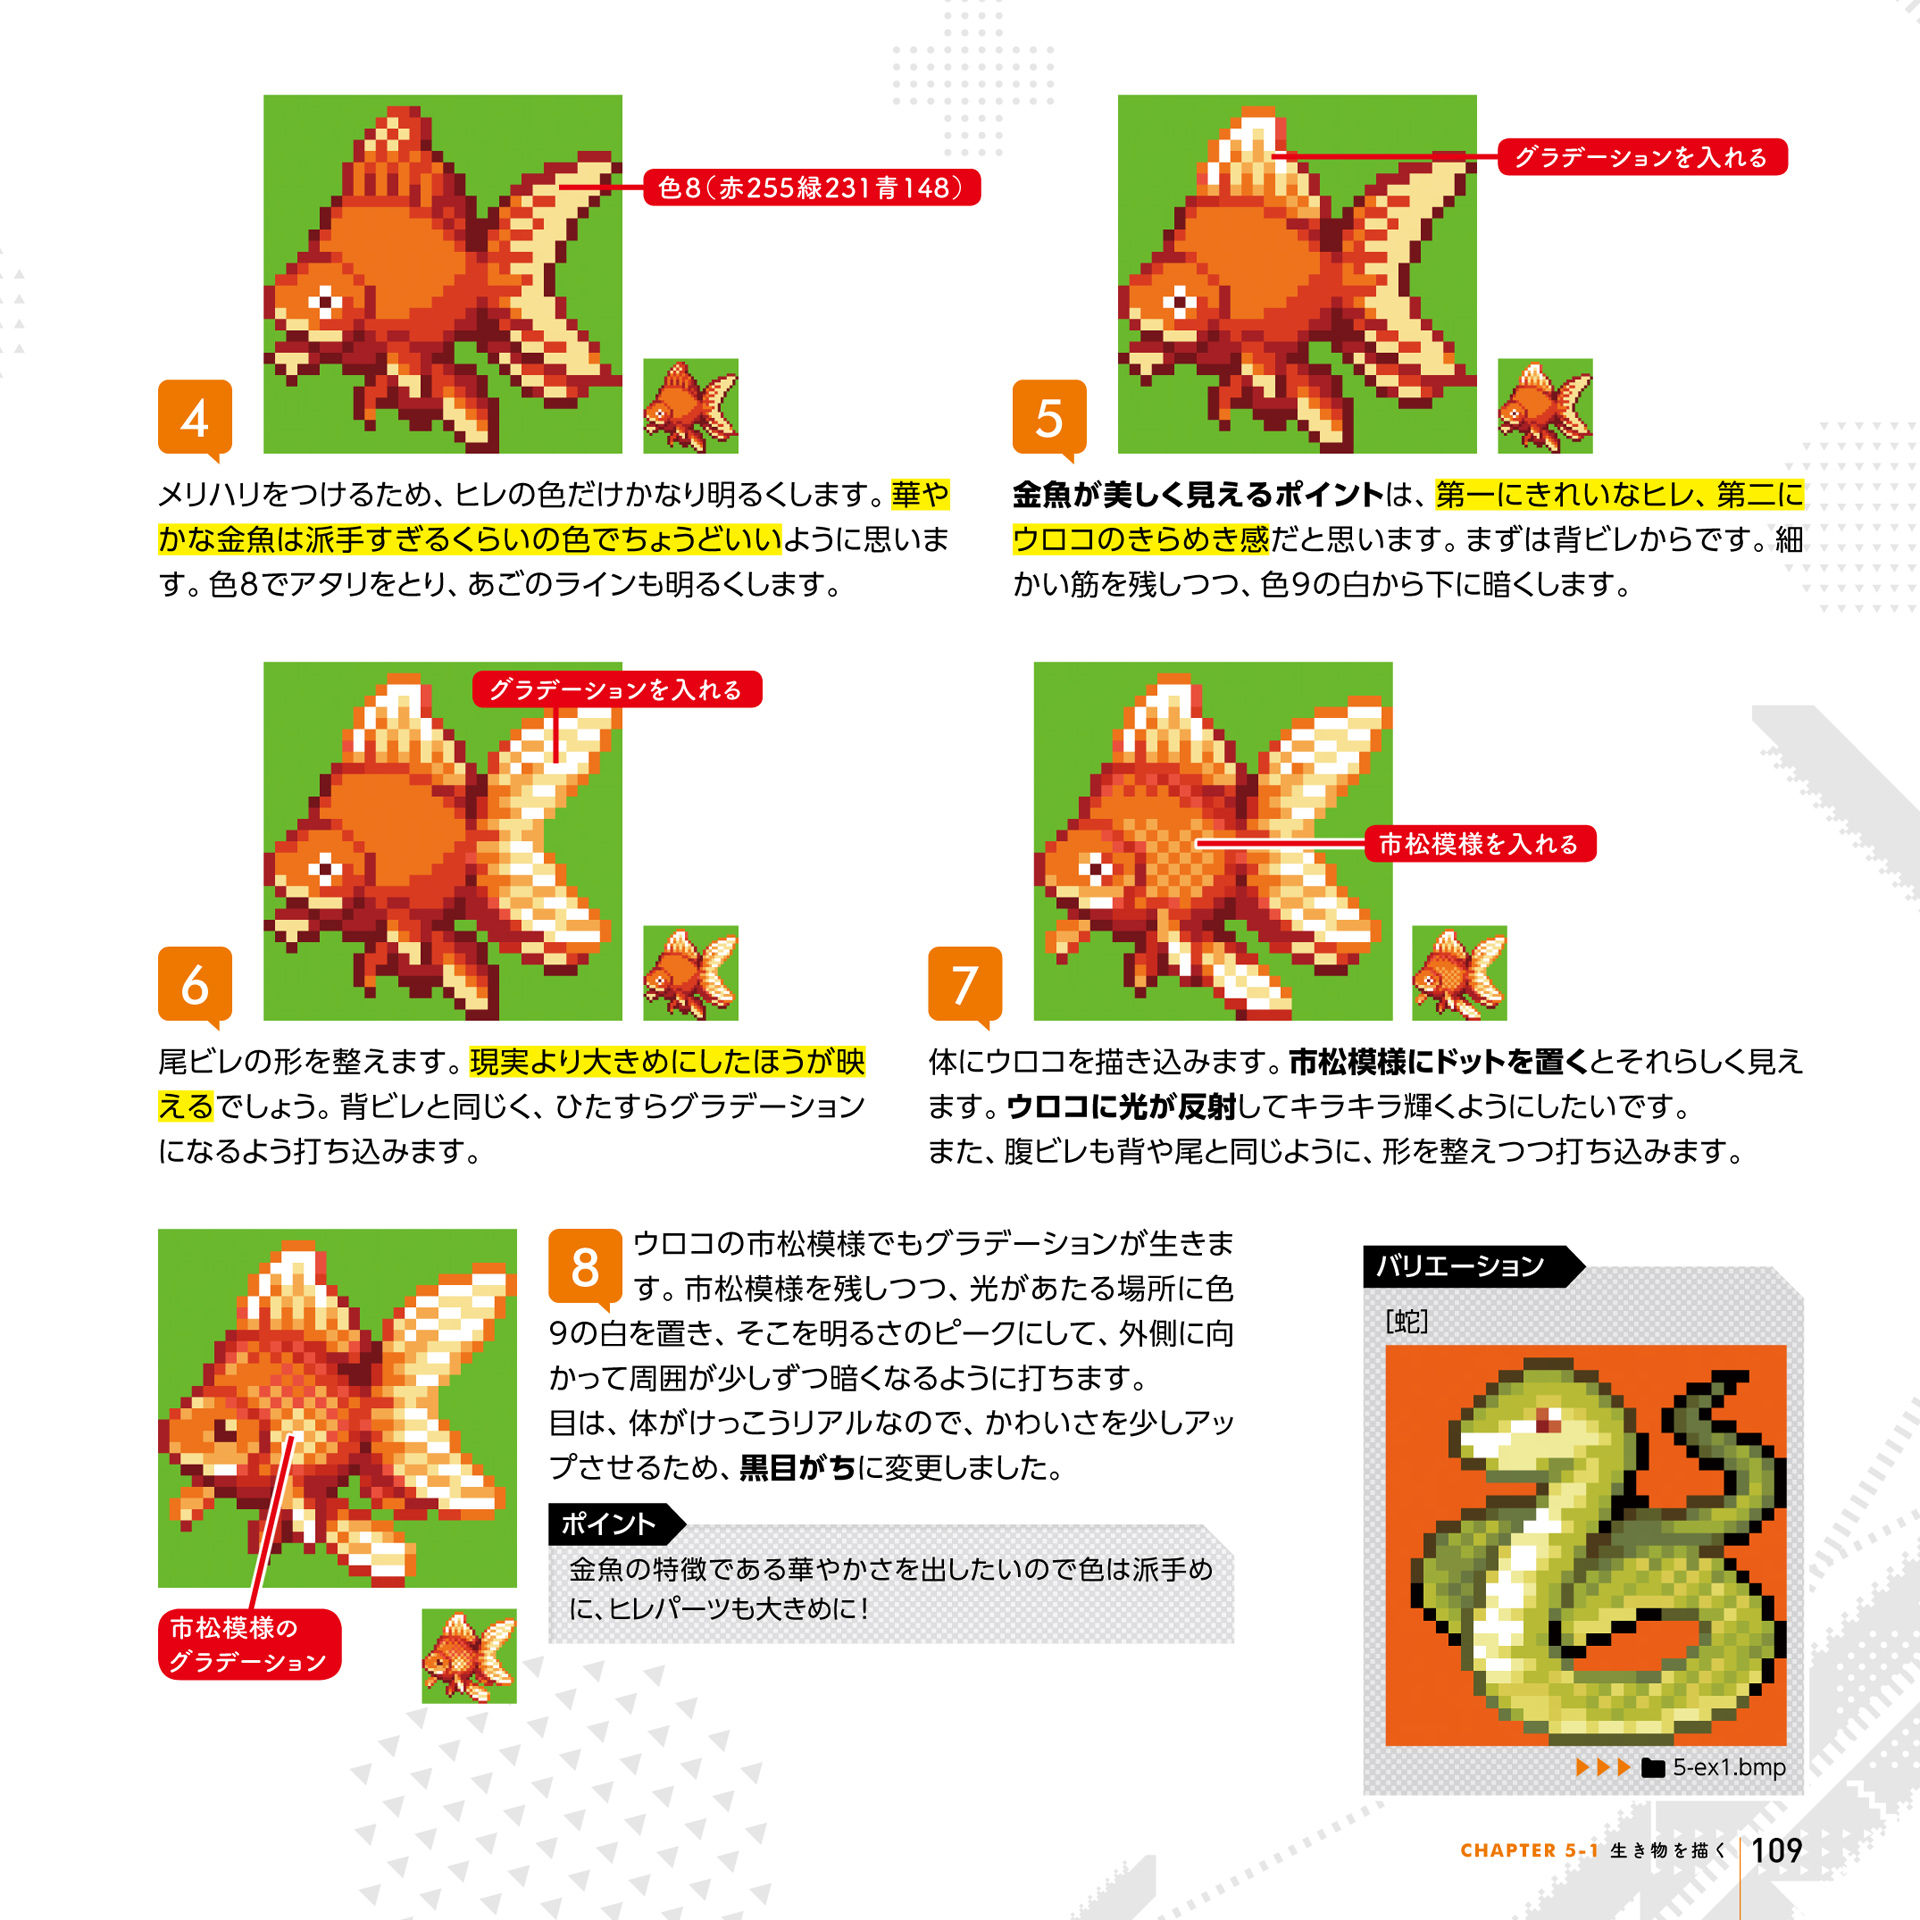 色8（赤255緑231青148）
4
メリハリをつけるため、ヒレの色だけかなり明るくします。華や
かな金魚は派手すぎるくらいの色でちょうどいいように思いま
す。色8でアタリをとり、あごのラインも明るくします。
グラデーションを入れる
5
金魚が美しく見えるポイントは、第一にきれいなヒレ、第二に
ウロコのきらめき感だと思います。まずは背ビレからです。細
かい筋を残しつつ、色9の白から下に暗くします。
グラデーションを入れる
6
尾ビレの形を整えます。現実より大きめにしたほうが映
えるでしょう。背ビレと同じく、ひたすらグラデーション
になるよう打ち込みます。
市松模様を入れる
7
体にウロコを描き込みます。市松模様にドットを置くとそれらしく見え
ます。ウロコに光が反射してキラキラ輝くようにしたいです。
また、腹ビレも背や尾と同じように、形を整えつつ打ち込みます。
市松模様の
グラデーション
8
ウロコの市松模様でもグラデーションが生きま
す。市松模様を残しつつ、光があたる場所に色
9の白を置き、そこを明るさのピークにして、外側に向
かって周囲が少しずつ暗くなるように打ちます。
目は、体がけっこうリアルなので、かわいさを少しアッ
プさせるため、黒目がちに変更しました。
ポイント
金魚の特徴である華やかさを出したいので色は派手め
に、ヒレパーツも大きめに！
バリエーション
［蛇］
5-ex1.bmp
CHAPTER 5-1 生き物を描く 109